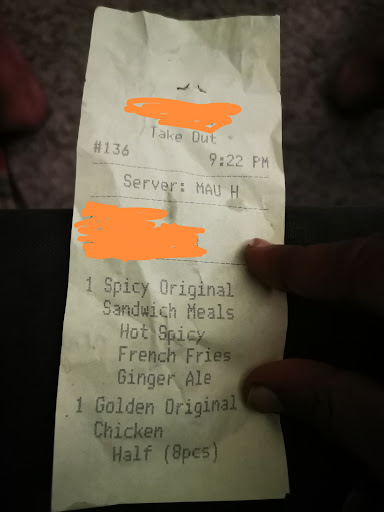 Take Out
#136 9:22 PM
Server: MAU H
1 Spicy Original
Sandwich Meals
Hot Spicy
French Fries
Ginger Ale
1 Golden Original
Chicken
Half (8pcs)